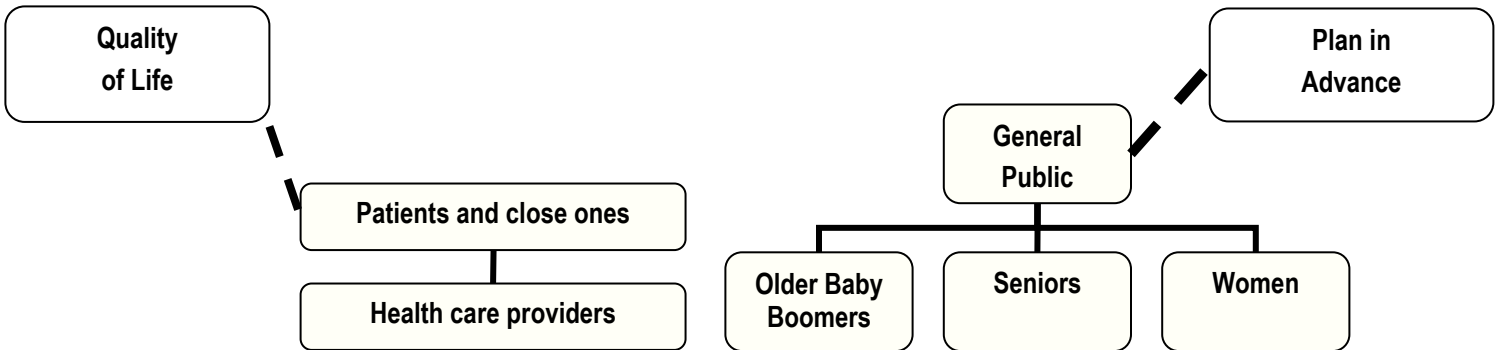 Quality
of Life
Plan in
Advance
General
Public
Patients and close ones
Health care providers
Older Baby
Boomers
Seniors
Women